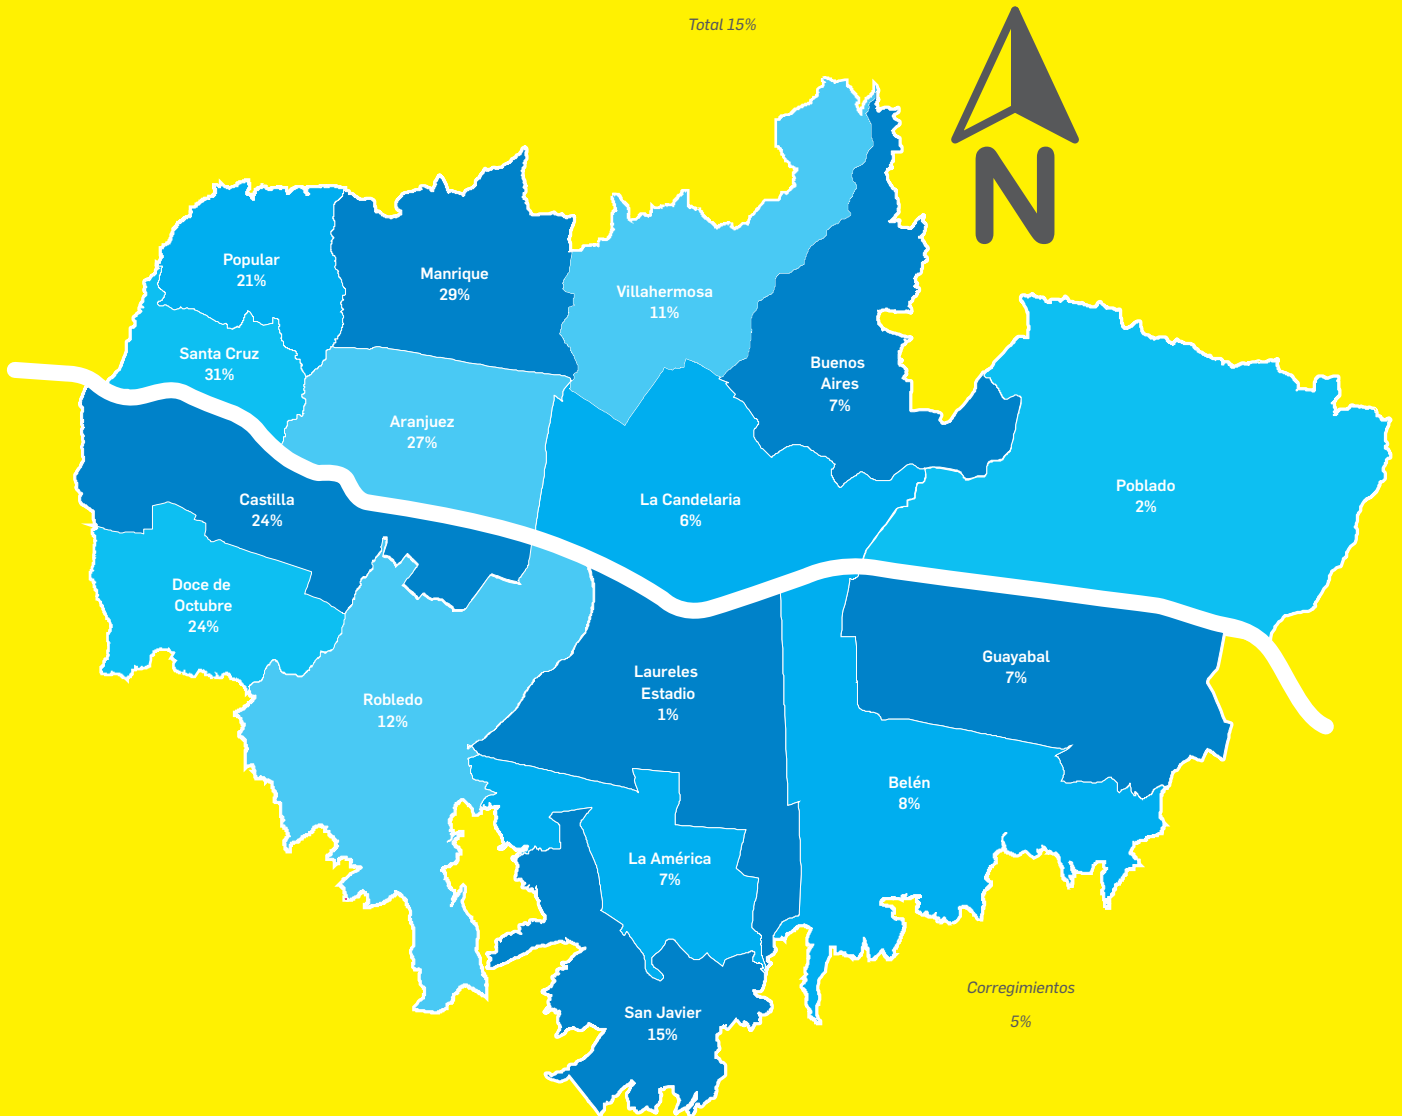 Total 15%
N
Popular
21%
Manrique
29%
Villahermosa
11%
Santa Cruz
31%
Buenos
Aires
7%
Aranjuez
27%
Poblado
2%
Castilla
24%
La Candelaria
6%
Doce de
Octubre
24%
Guayabal
7%
Laureles
Estadio
1%
Robledo
12%
Belén
8%
La América
7%
Corregimientos
5%
San Javier
15%